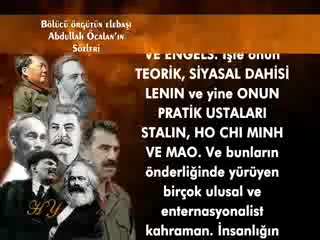 Bölücü örgütün elebaşı
Abdullah Öcalan'ın
Sözleri
VE ENGELS. İşte onun
TEORİK, SİYASAL DAHİSİ
LENIN ve yine ONUN
PRATİK USTALARI
STALIN, HO CHI MINH
VE MAO. Ve bunların
önderliğinde yürüyen
birçok ulusal ve
enternasyonalist
kahraman. İnsanlığın
HY